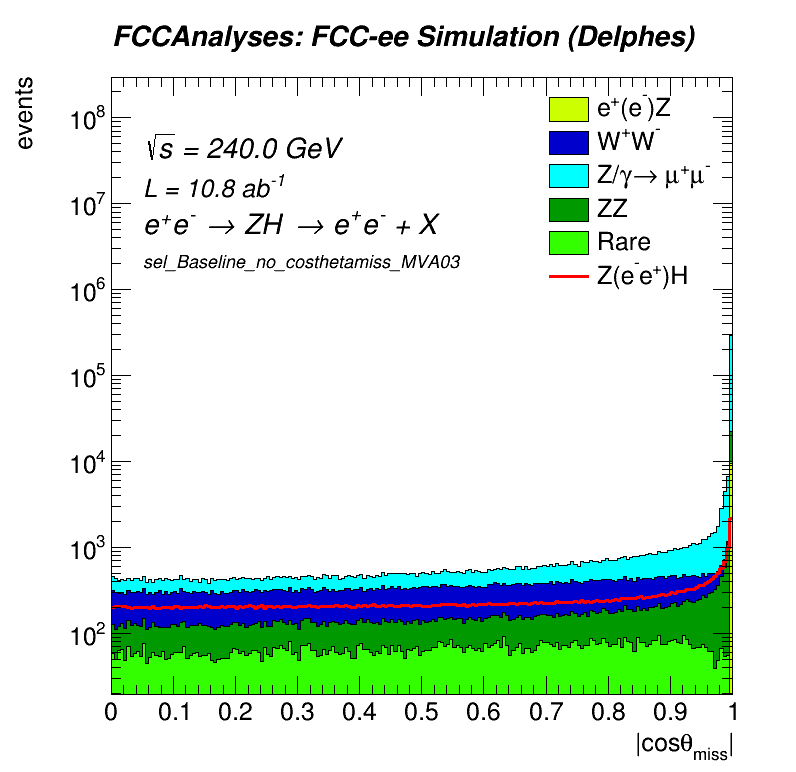 FCCAnalyses: FCC-ee Simulation (Delphes)
events
10⁸
10⁷
10⁶
10⁵
10⁴
10³
10²
√s = 240.0 GeV
L = 10.8 ab⁻¹
e⁺e⁻ → ZH → e⁺e⁻ + X
sel_Baseline_no_costhetamiss_MVA03
e⁺(e⁻)Z
W⁺W⁻
Z/γ→ μ⁺μ⁻
ZZ
Rare
Z(e⁻e⁺)H
0 0.1 0.2 0.3 0.4 0.5 0.6 0.7 0.8 0.9 1
|cosθ_miss|